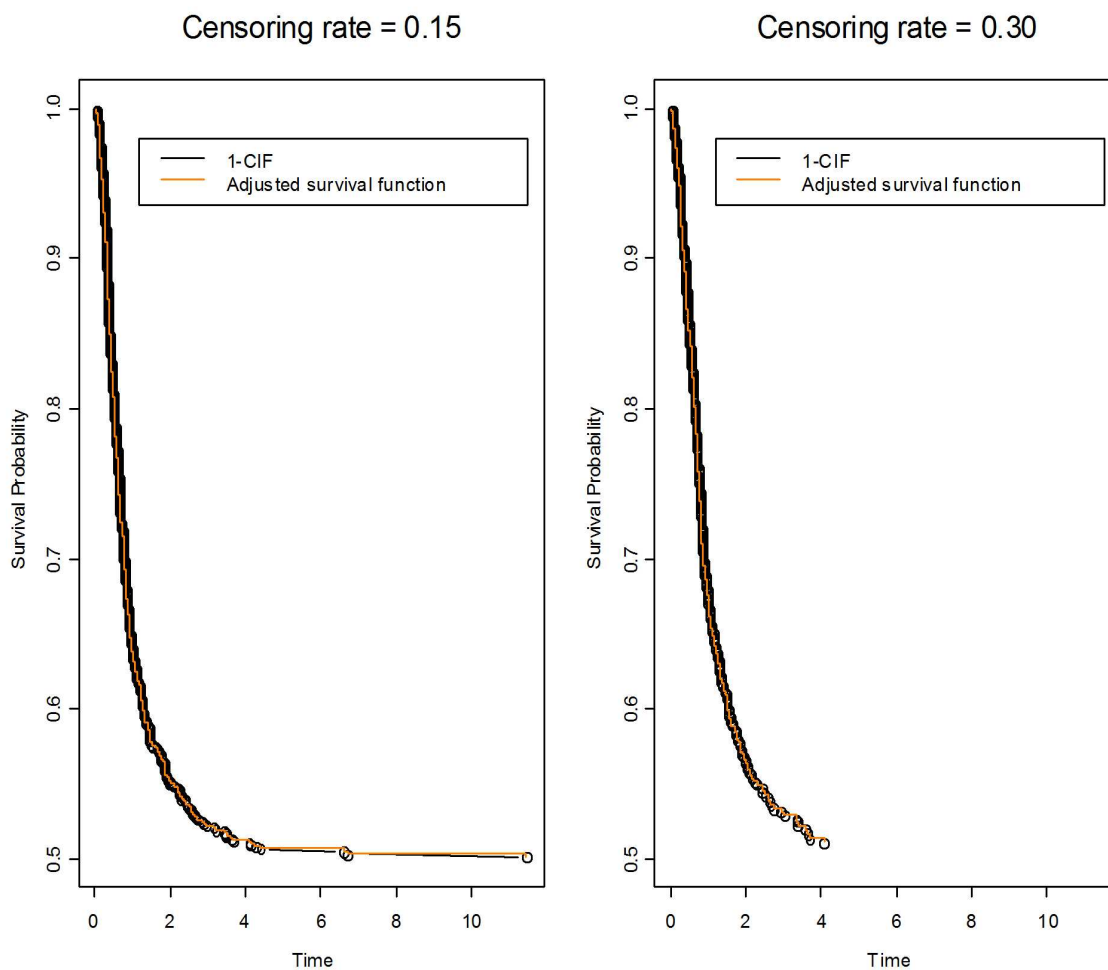 Censoring rate = 0.15
1-CIF
Adjusted survival function
Survival Probability
1.0
0.9
0.8
0.7
0.6
0.5
0 2 4 6 8 10
Time
Censoring rate = 0.30
1-CIF
Adjusted survival function
Survival Probability
1.0
0.9
0.8
0.7
0.6
0.5
0 2 4 6 8 10
Time